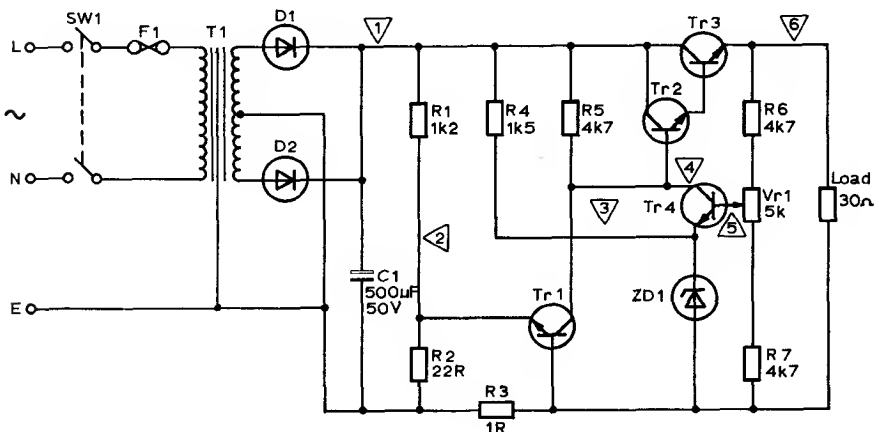 SW1
F1
T1
D1
1
Tr3
6
L
~
N
E
D2
R1
1k2
R4
1k5
R5
4k7
Tr2
R6
4k7
Load
30Ω
2
3
4
Tr4
5
Vr1
5k
C1
500µF
50V
Tr1
ZD1
R2
22R
R3
1R
R7
4k7